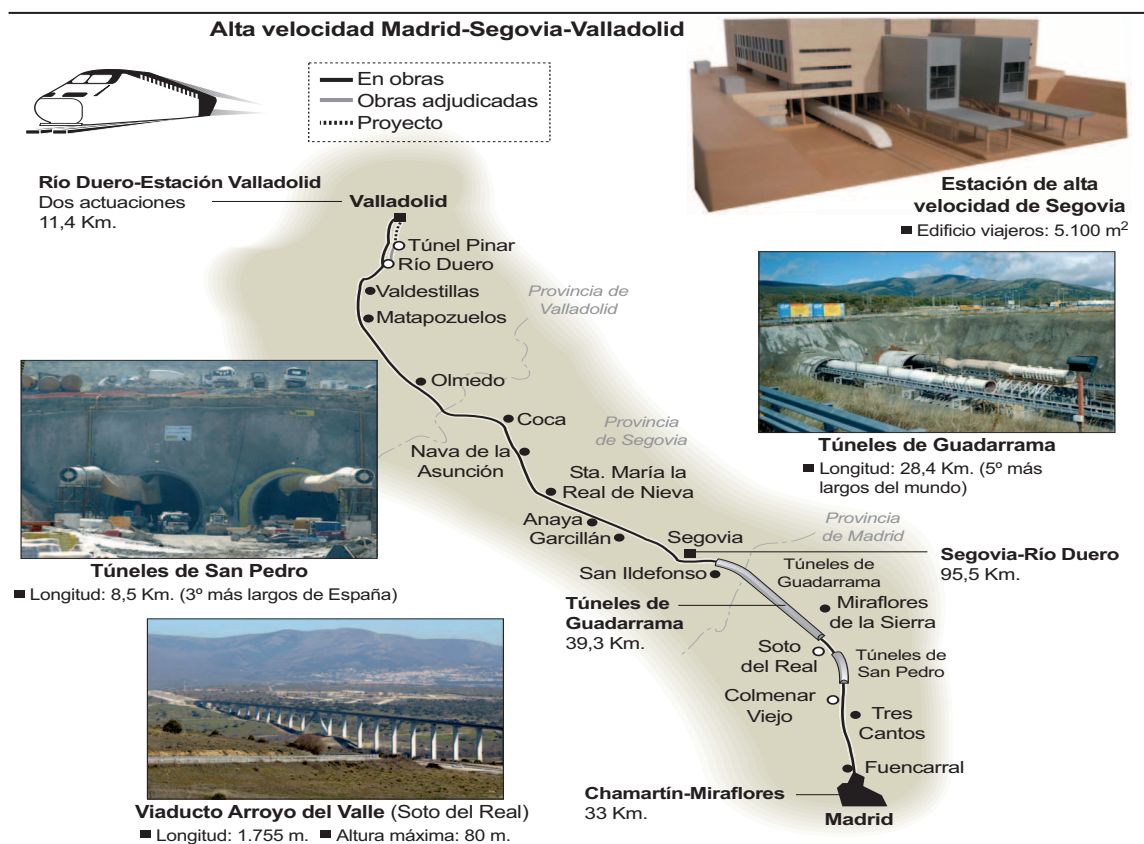 Alta velocidad Madrid-Segovia-Valladolid
En obras
Obras adjudicadas
Proyecto
Estación de alta
velocidad de Segovia
■ Edificio viajeros: 5.100 m²
Río Duero-Estación Valladolid
Dos actuaciones
11,4 Km.
Valladolid
Túnel Pinar
Río Duero
Valdestillas
Matapozuelos
Provincia de
Valladolid
Olmedo
Coca
Provincia
de Segovia
Nava de la
Asunción
Sta. María la
Real de Nieva
Anaya
Garcillán
Segovia
Provincia
de Madrid
San Ildefonso
Túneles de Guadarrama
■ Longitud: 28,4 Km. (5º más
largos del mundo)
Segovia-Río Duero
95,5 Km.
Túneles de San Pedro
■ Longitud: 8,5 Km. (3º más largos de España)
Túneles de
Guadarrama
Túneles de
Guadarrama
39,3 Km.
Miraflores
de la Sierra
Soto
del Real
Túneles de
San Pedro
Colmenar
Viejo
Tres
Cantos
Fuencarral
Chamartín-Miraflores
33 Km.
Madrid
Viaducto Arroyo del Valle (Soto del Real)
■ Longitud: 1.755 m. ■ Altura máxima: 80 m.